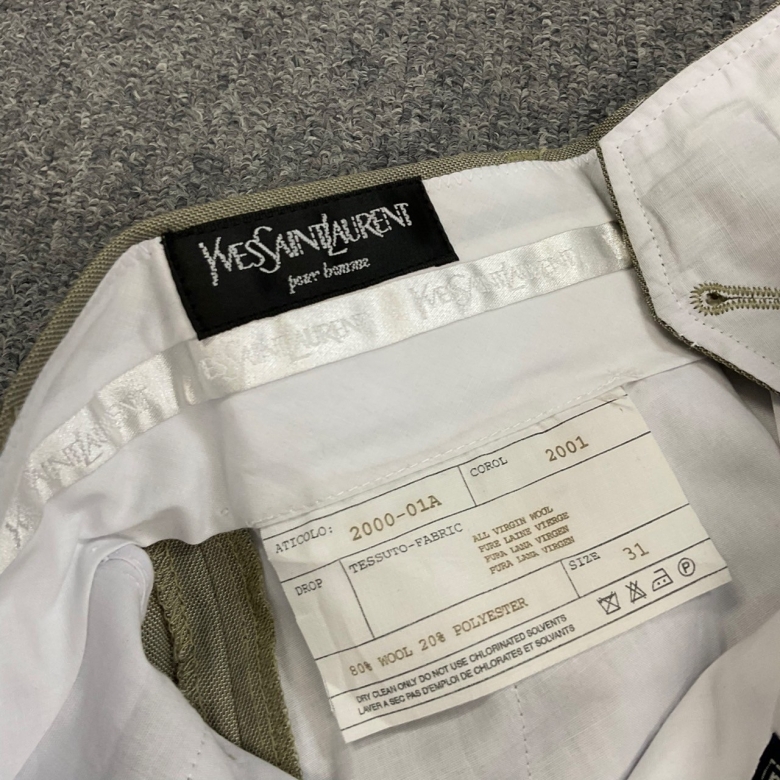 YVESSAINTLAURENT
pour homme
YVESSAINTLAURENT
YVESSAINTLAURENT
YVESSAINTLAURENT
ATICOLO: 2000-01A
COROL 2001
DROP
TESSUTO-FABRIC
ALL VIRGIN WOOL
PURE LAINE VIERGE
PURA LANA VERGEN
PURA LANA VIRGEN
SIZE 31
80% WOOL 20% POLYESTER
P
DRY CLEAN ONLY DO NOT USE CHLORINATED SOLVENTS
LAVER A SEC PAS D'EMPLOI DE CHLORATES ET SOLVANTS